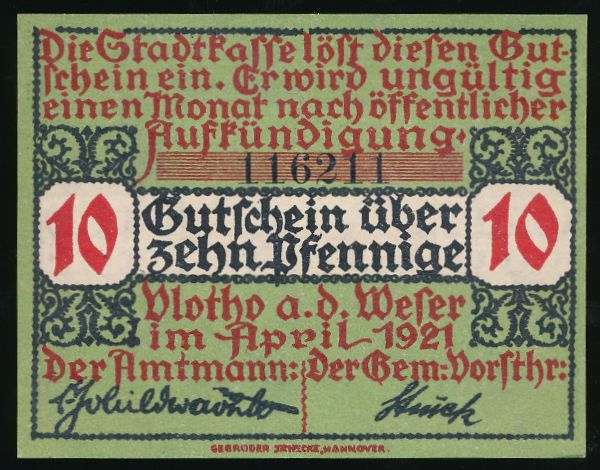 Die Stadtkasse löst diesen Gut-
schein ein. Er wird ungültig
einen Monat nach öffentlicher
Aufkündigung.
116211
10 Gutschein über 10
zehn Pfennige
Vlotho a.d. Weser
im April 1921
Der Amtmann: Der Gem.-Vorsthr:
GEBRÜDER JÄNECKE, HANNOVER.